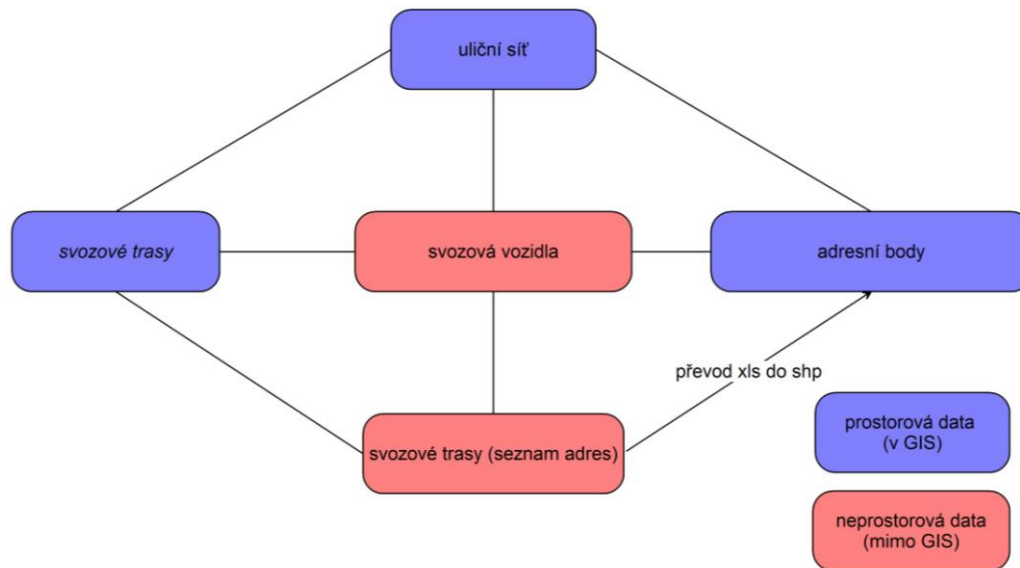 uliční síť
svozové trasy
svozová vozidla
adresní body
převod xls do shp
svozové trasy (seznam adres)
prostorová data
(v GIS)
neprostorová data
(mimo GIS)